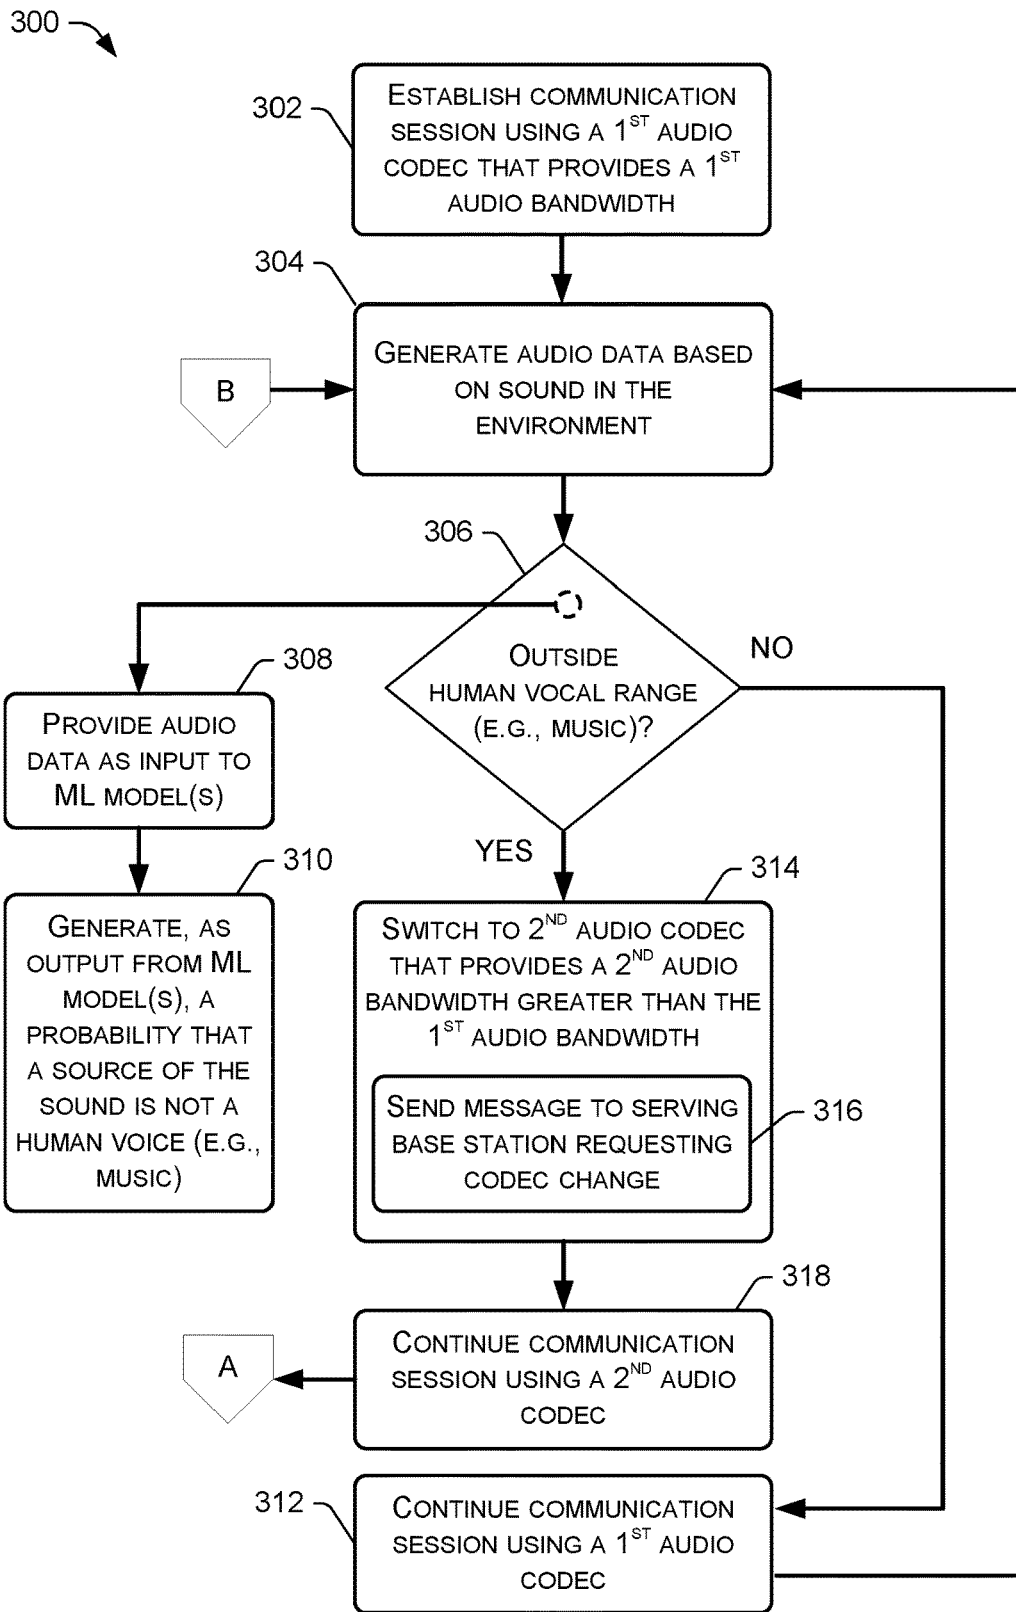 300
302
ESTABLISH COMMUNICATION
SESSION USING A 1ST AUDIO
CODEC THAT PROVIDES A 1ST
AUDIO BANDWIDTH
304
GENERATE AUDIO DATA BASED
ON SOUND IN THE
ENVIRONMENT
B
306
OUTSIDE
HUMAN VOCAL RANGE
(E.G., MUSIC)?
NO
YES
308
PROVIDE AUDIO
DATA AS INPUT TO
ML MODEL(S)
310
GENERATE, AS
OUTPUT FROM ML
MODEL(S), A
PROBABILITY THAT
A SOURCE OF THE
SOUND IS NOT A
HUMAN VOICE (E.G.,
MUSIC)
314
SWITCH TO 2ND AUDIO CODEC
THAT PROVIDES A 2ND AUDIO
BANDWIDTH GREATER THAN THE
1ST AUDIO BANDWIDTH
SEND MESSAGE TO SERVING
BASE STATION REQUESTING
CODEC CHANGE
316
318
CONTINUE COMMUNICATION
SESSION USING A 2ND AUDIO
CODEC
A
312
CONTINUE COMMUNICATION
SESSION USING A 1ST AUDIO
CODEC